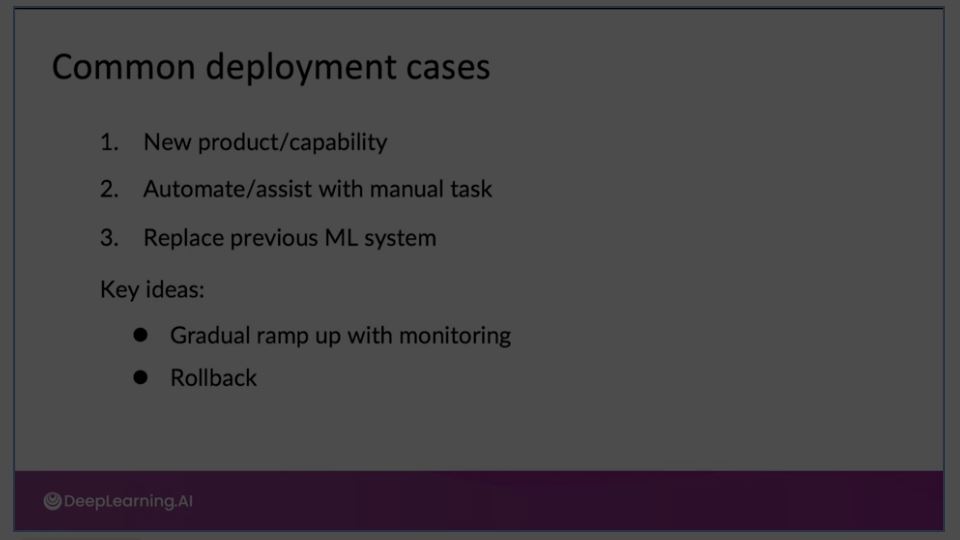 Common deployment cases
1. New product/capability
2. Automate/assist with manual task
3. Replace previous ML system
Key ideas:
● Gradual ramp up with monitoring
● Rollback
DeepLearning.AI